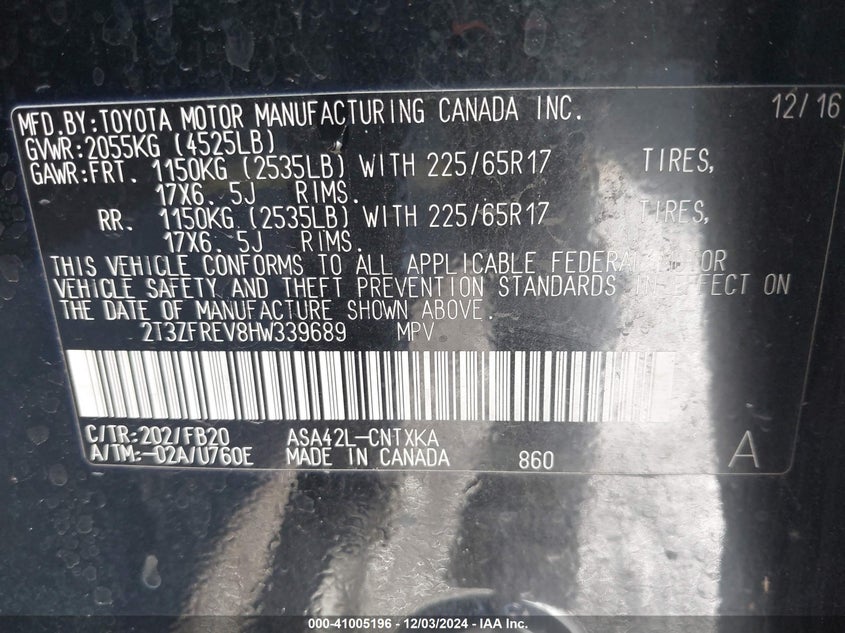 MFD.BY:TOYOTA MOTOR MANUFACTURING CANADA INC. 12/16
GVWR:2055KG (4525LB)
GAWR:FRT. 1150KG (2535LB) WITH 225/65R17 TIRES,
17X6. 5J RIMS.
RR. 1150KG (2535LB) WITH 225/65R17 TIRES,
17X6. 5J RIMS.
THIS VEHICLE CONFORMS TO ALL APPLICABLE FEDERAL MOTOR
VEHICLE SAFETY AND THEFT PREVENTION STANDARDS IN EFFECT ON
THE DATE OF MANUFACTURE SHOWN ABOVE.
2T3ZFREV8HW339689 MPV
C/TR:202/FB20 ASA42L-CNTXKA
A/TM:-02A/U760E MADE IN CANADA 860 A
000-41005196 - 12/03/2024 - IAA Inc.